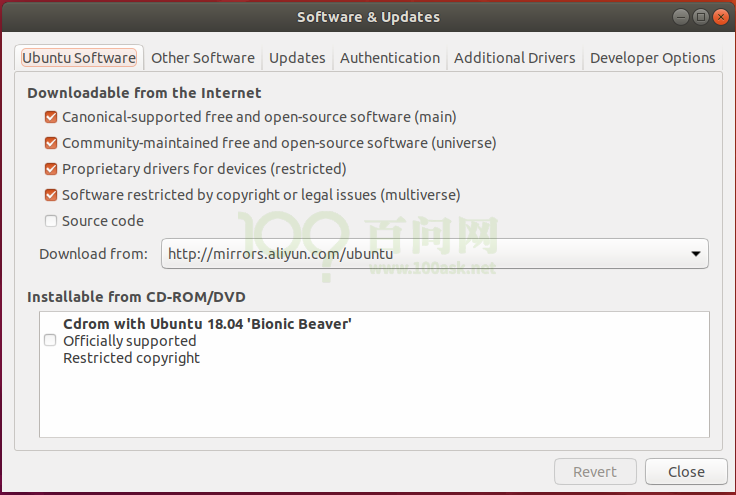 Software & Updates
Ubuntu Software Other Software Updates Authentication Additional Drivers Developer Options
Downloadable from the Internet
Canonical-supported free and open-source software (main)
Community-maintained free and open-source software (universe)
Proprietary drivers for devices (restricted)
Software restricted by copyright or legal issues (multiverse)
Source code
100 百问网
Download from: http://mirrors.aliyun.com/ubuntu
www.100ask.net
Installable from CD-ROM/DVD
Cdrom with Ubuntu 18.04 'Bionic Beaver'
Officially supported
Restricted copyright
Revert Close